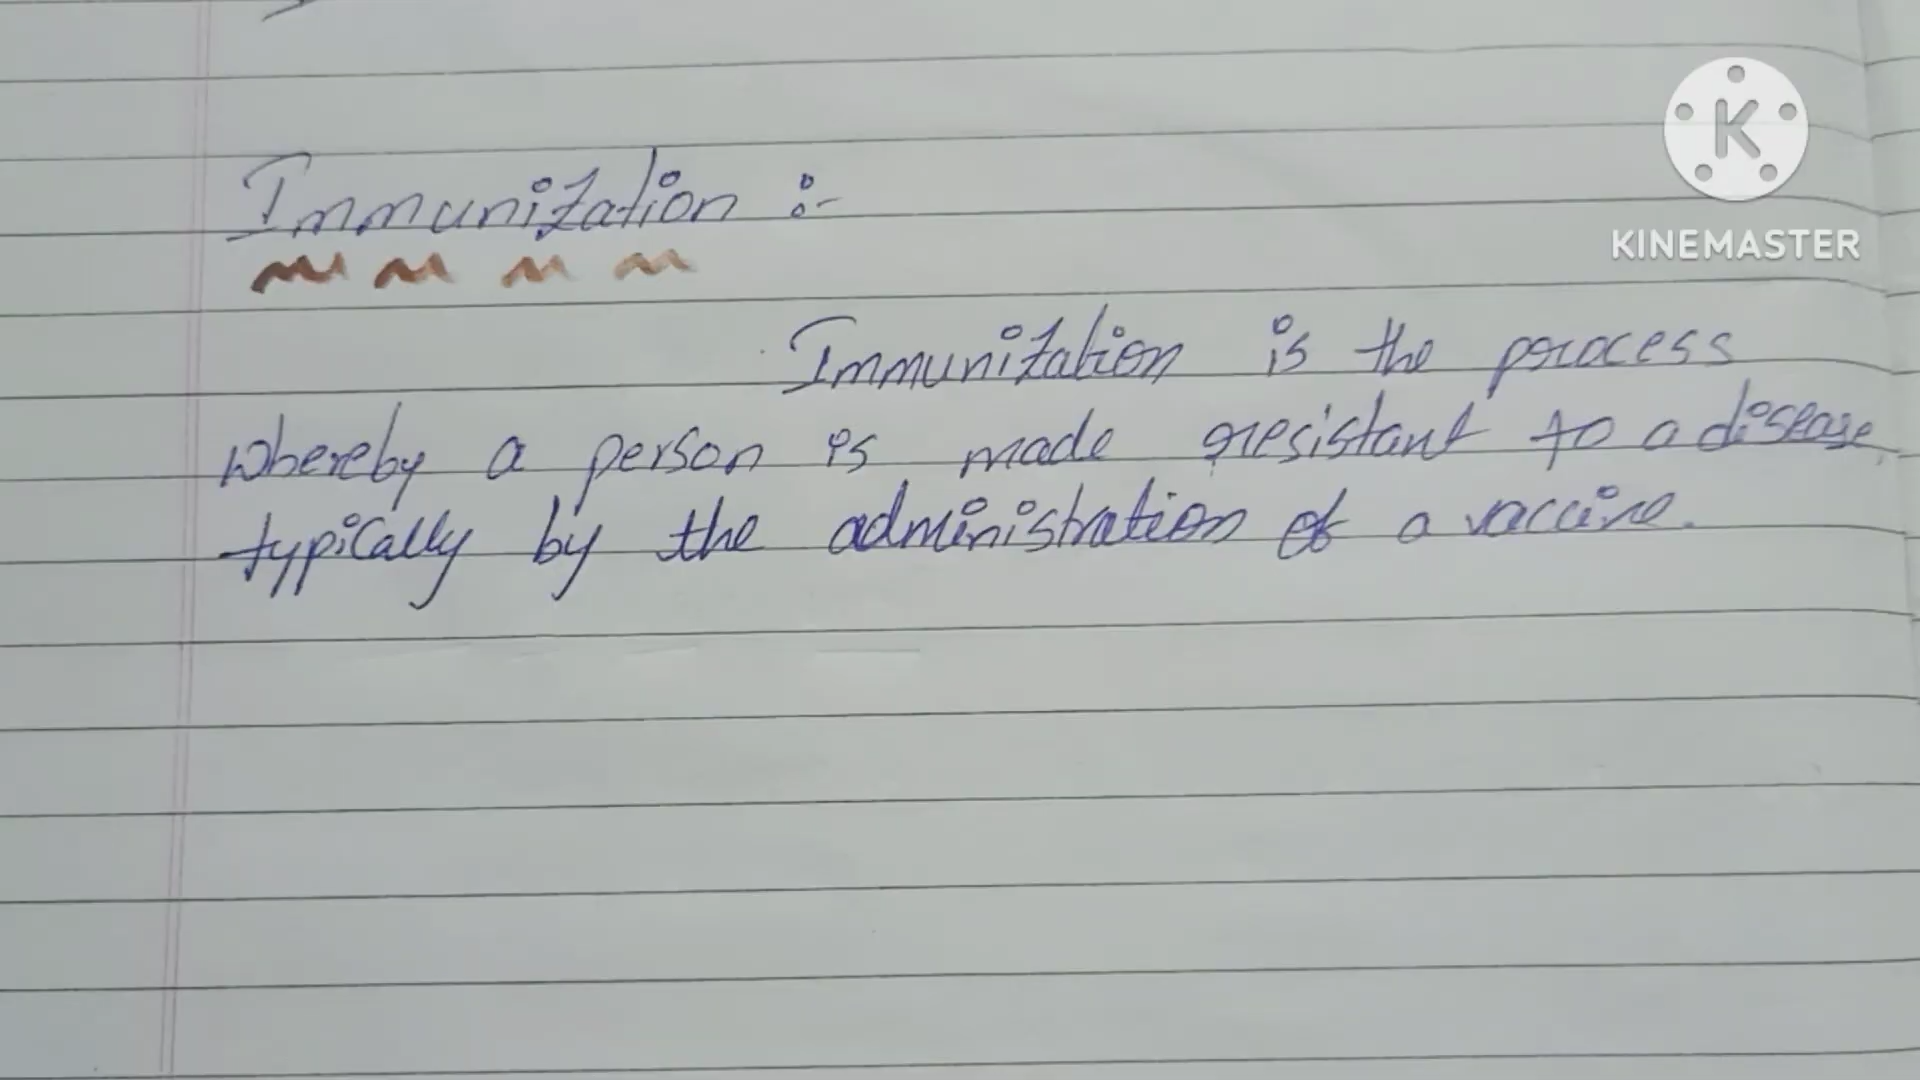 Immunization :-
KINEMASTER
Immunization is the process
whereby a person is made resistant to a disease,
typically by the administration of a vaccine.